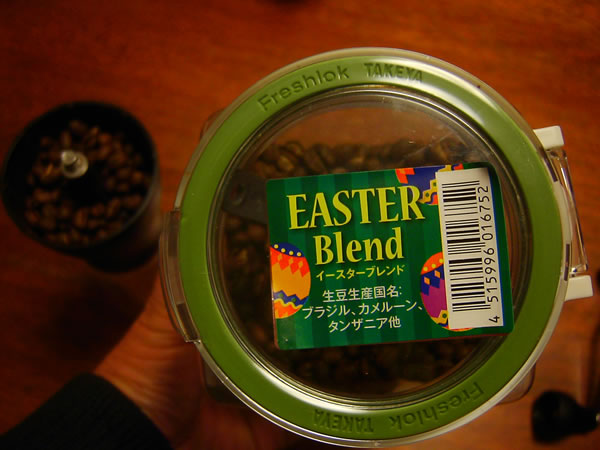 Freshlok TAKEYA
EASTER
Blend
イースターブレンド
生豆生産国名:
ブラジル、カメルーン、
タンザニア他
4 515996 016752
Freshlok
TAKEYA